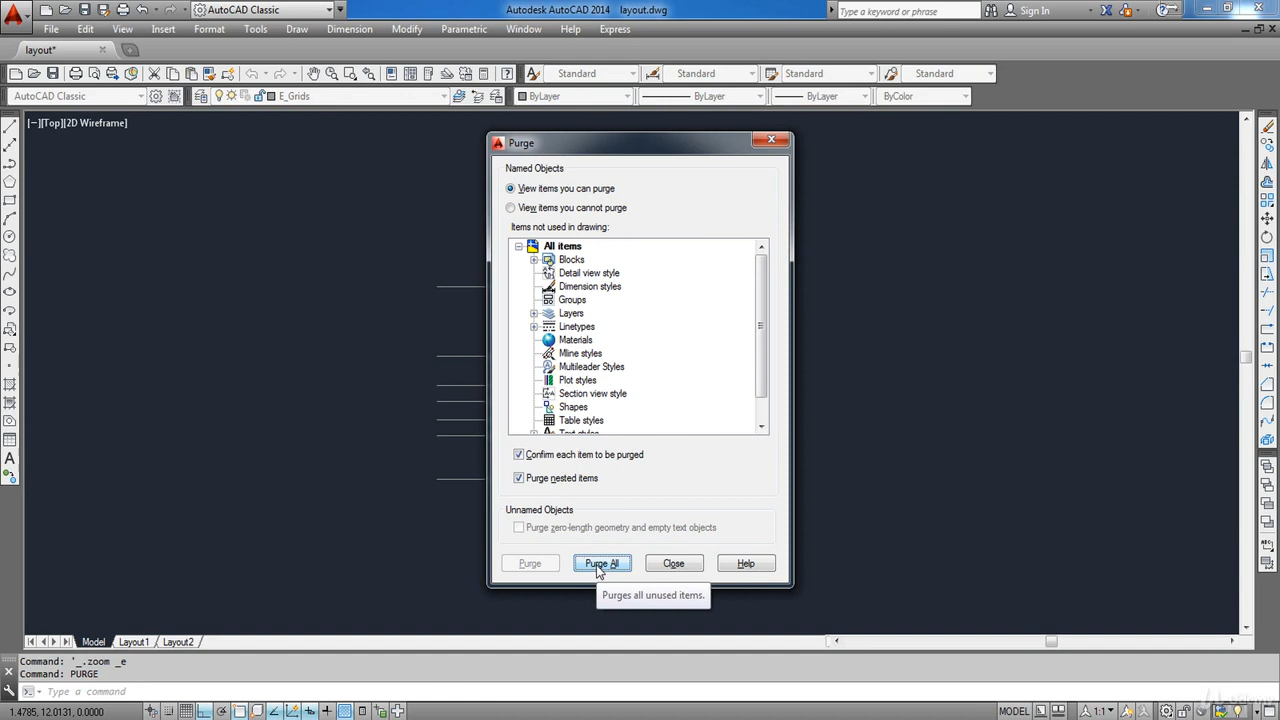 AutoCAD Classic
Autodesk AutoCAD 2014 layout.dwg
Type a keyword or phrase
Sign In
File Edit View Insert Format Tools Draw Dimension Modify Parametric Window Help Express
layout*
Standard Standard Standard Standard
AutoCAD Classic E_Grids ByLayer ByLayer ByLayer ByColor
[−][Top][2D Wireframe]
Purge
Named Objects
View items you can purge
View items you cannot purge
Items not used in drawing:
All items
Blocks
Detail view style
Dimension styles
Groups
Layers
Linetypes
Materials
Mline styles
Multileader Styles
Plot styles
Section view style
Shapes
Table styles
Text styles
Confirm each item to be purged
Purge nested items
Unnamed Objects
Purge zero-length geometry and empty text objects
Purge Purge All Close Help
Purges all unused items.
Model Layout1 Layout2
Command: '_.zoom _e
Command: PURGE
Type a command
1.4785, 12.0131, 0.0000 MODEL 1:1